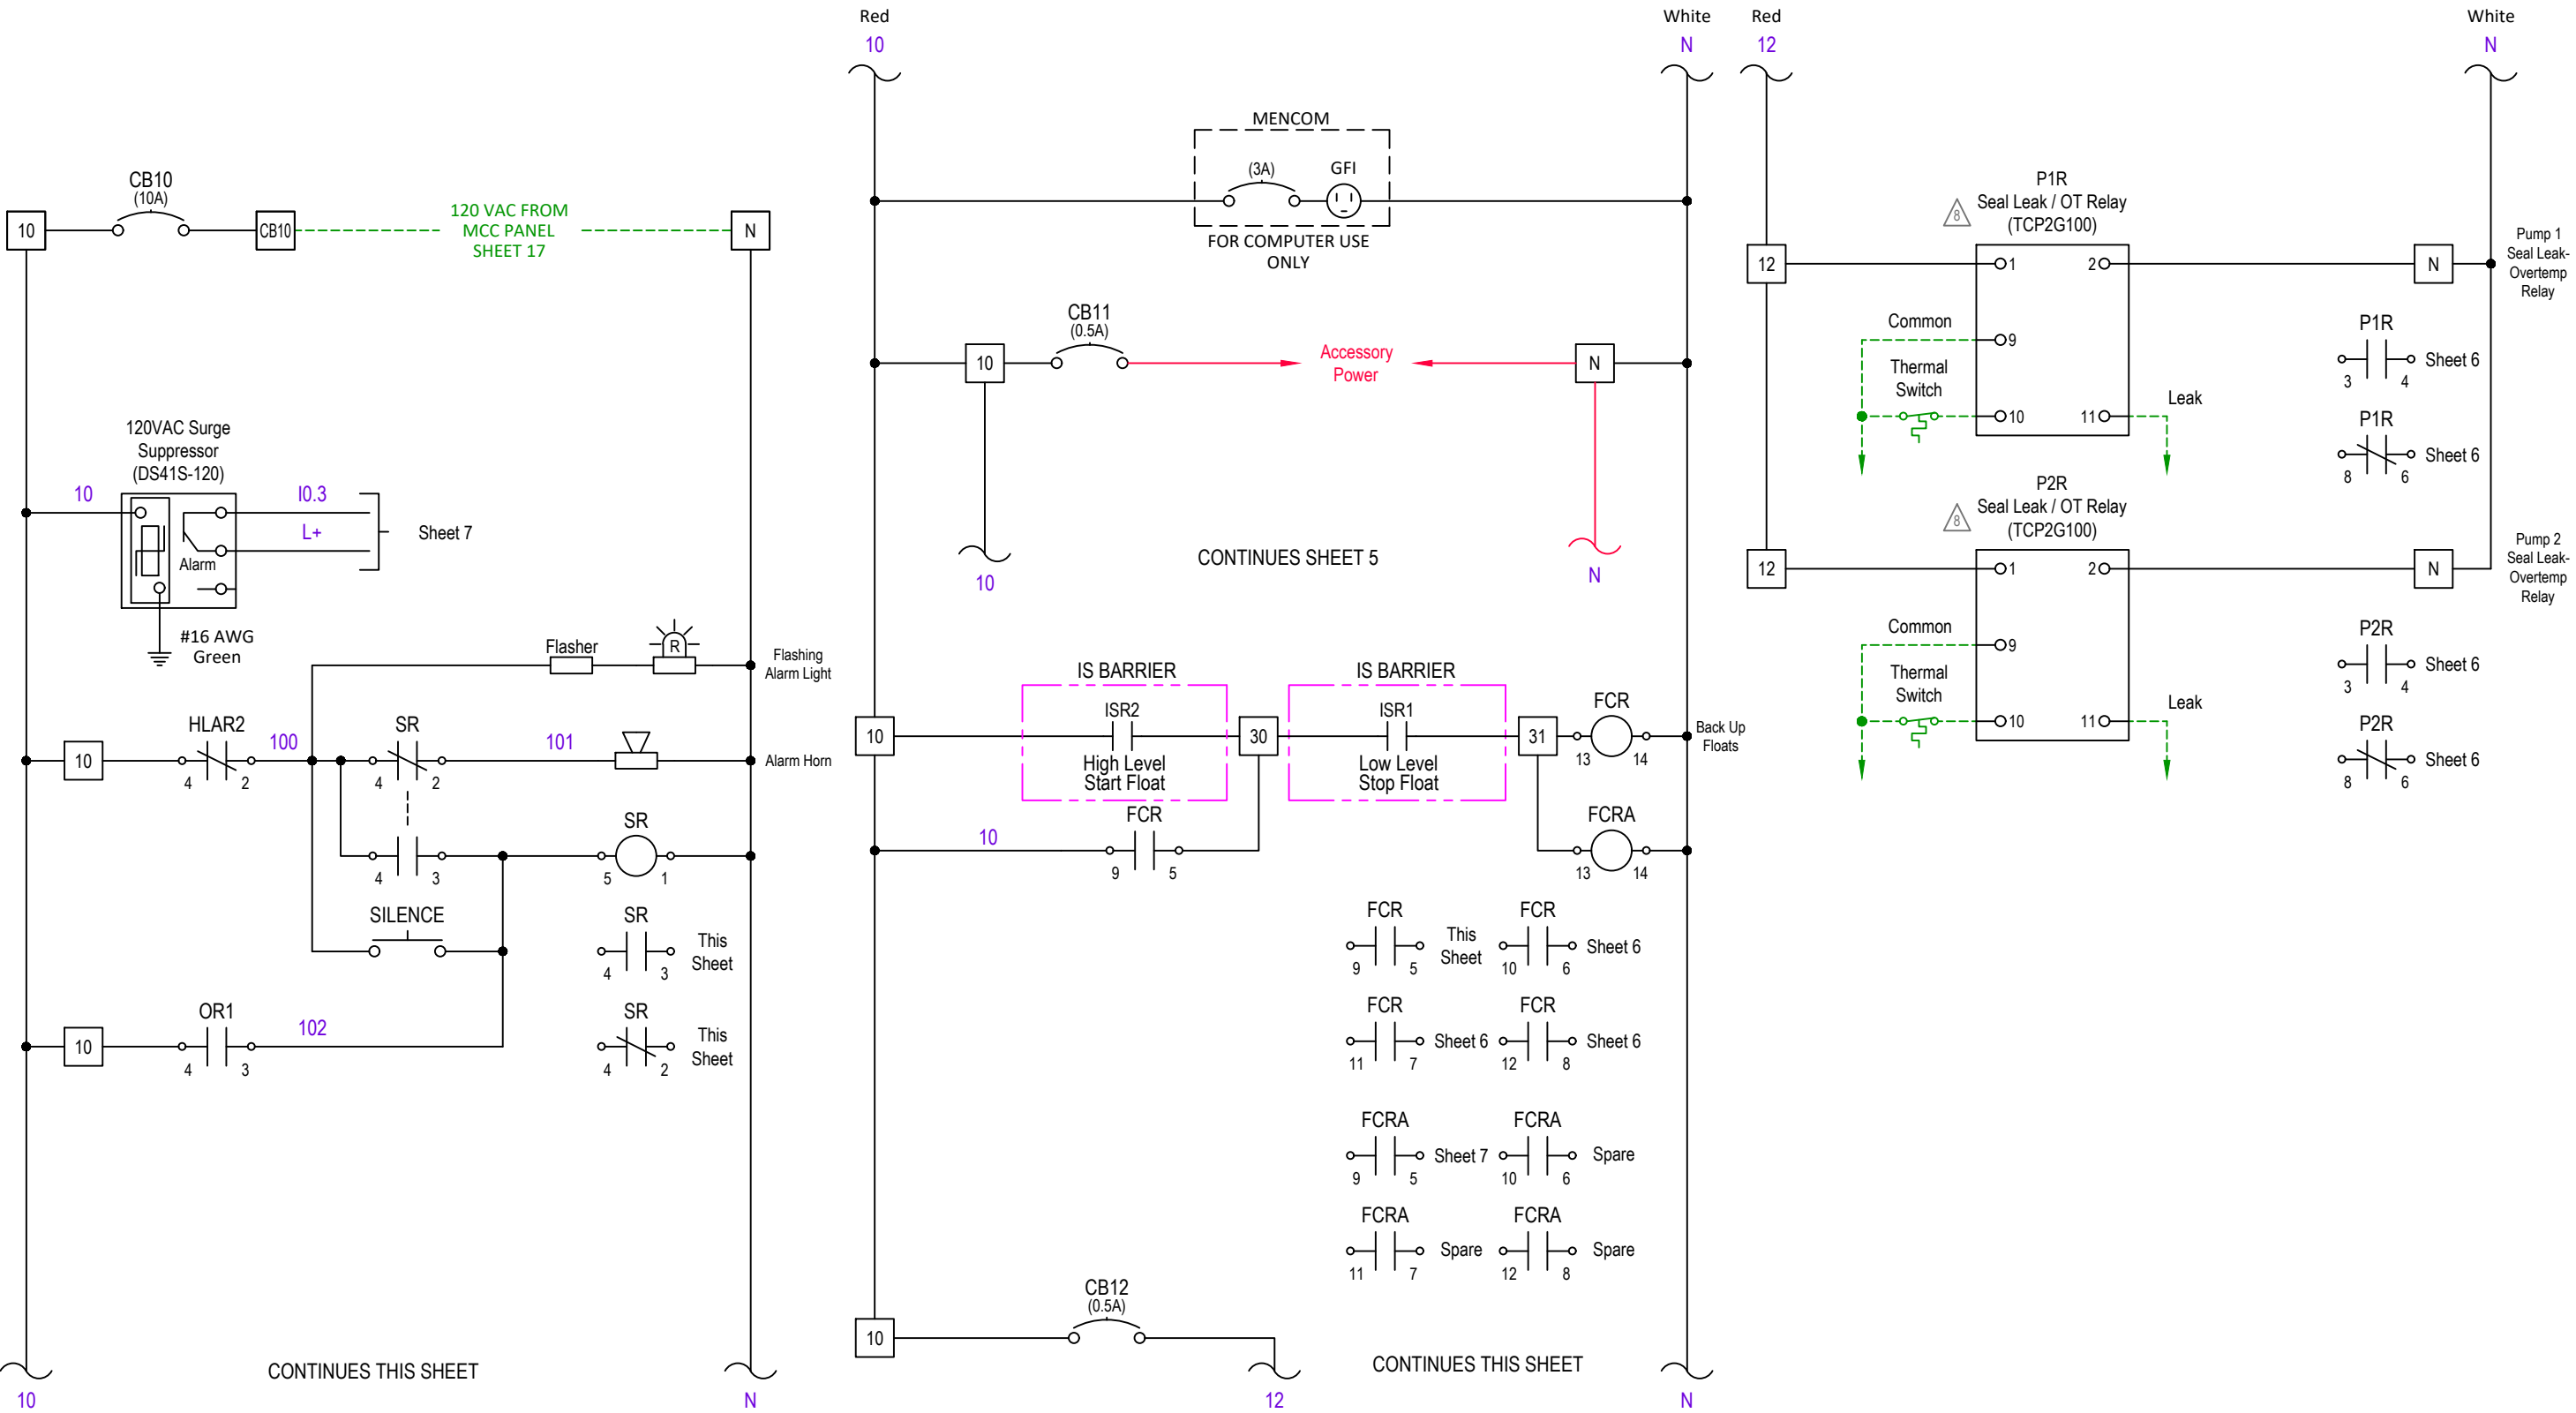 10
CB10
(10A)
CB10
120 VAC FROM
MCC PANEL
SHEET 17
N
120VAC Surge
Suppressor
(DS41S-120)
10
I0.3
L+
Alarm
Sheet 7
#16 AWG
Green
Flasher
R
Flashing
Alarm Light
10
HLAR2
4
2
100
SR
4
2
101
Alarm Horn
4
3
SR
5
1
SILENCE
SR
4
3
This
Sheet
10
OR1
4
3
102
SR
4
2
This
Sheet
CONTINUES THIS SHEET
10
N
Red
10
White
N
MENCOM
(3A)
GFI
FOR COMPUTER USE
ONLY
10
CB11
(0.5A)
Accessory
Power
N
10
CONTINUES SHEET 5
N
IS BARRIER
IS BARRIER
10
ISR2
High Level
Start Float
30
ISR1
Low Level
Stop Float
31
FCR
13
14
Back Up
Floats
10
FCR
9
5
FCRA
13
14
FCR
9
5
This
Sheet
FCR
10
6
Sheet 6
FCR
11
7
Sheet 6
FCR
12
8
Sheet 6
FCRA
9
5
Sheet 7
FCRA
10
6
Spare
FCRA
11
7
Spare
FCRA
12
8
Spare
10
CB12
(0.5A)
12
CONTINUES THIS SHEET
N
Red
12
White
N
P1R
Seal Leak / OT Relay
(TCP2G100)
8
12
1
2
N
Pump 1
Seal Leak-
Overtemp
Relay
Common
9
Thermal
Switch
10
11
Leak
P1R
3
4
Sheet 6
P1R
8
6
Sheet 6
P2R
Seal Leak / OT Relay
(TCP2G100)
8
12
1
2
N
Pump 2
Seal Leak-
Overtemp
Relay
Common
9
Thermal
Switch
10
11
Leak
P2R
3
4
Sheet 6
P2R
8
6
Sheet 6